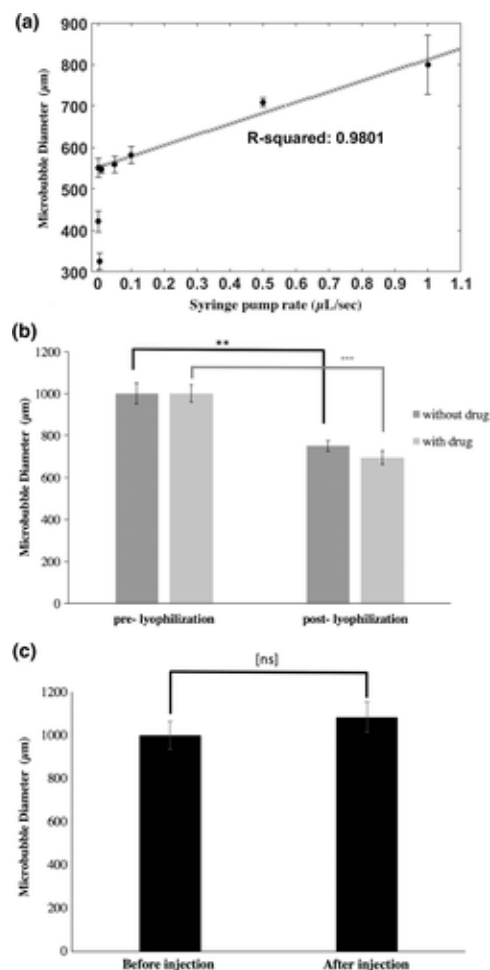 (a)
900
800
700
600
500
400
300
Microbubble Diameter (µm)
R-squared: 0.9801
0 0.1 0.2 0.3 0.4 0.5 0.6 0.7 0.8 0.9 1 1.1
Syringe pump rate (µL/sec)
(b)
1200
1000
800
600
400
200
0
Microbubble Diameter (µm)
**
***
without drug
with drug
pre- lyophilization post- lyophilization
(c)
[ns]
1200
1000
800
600
400
200
0
Microbubble Diameter (µm)
Before injection After injection